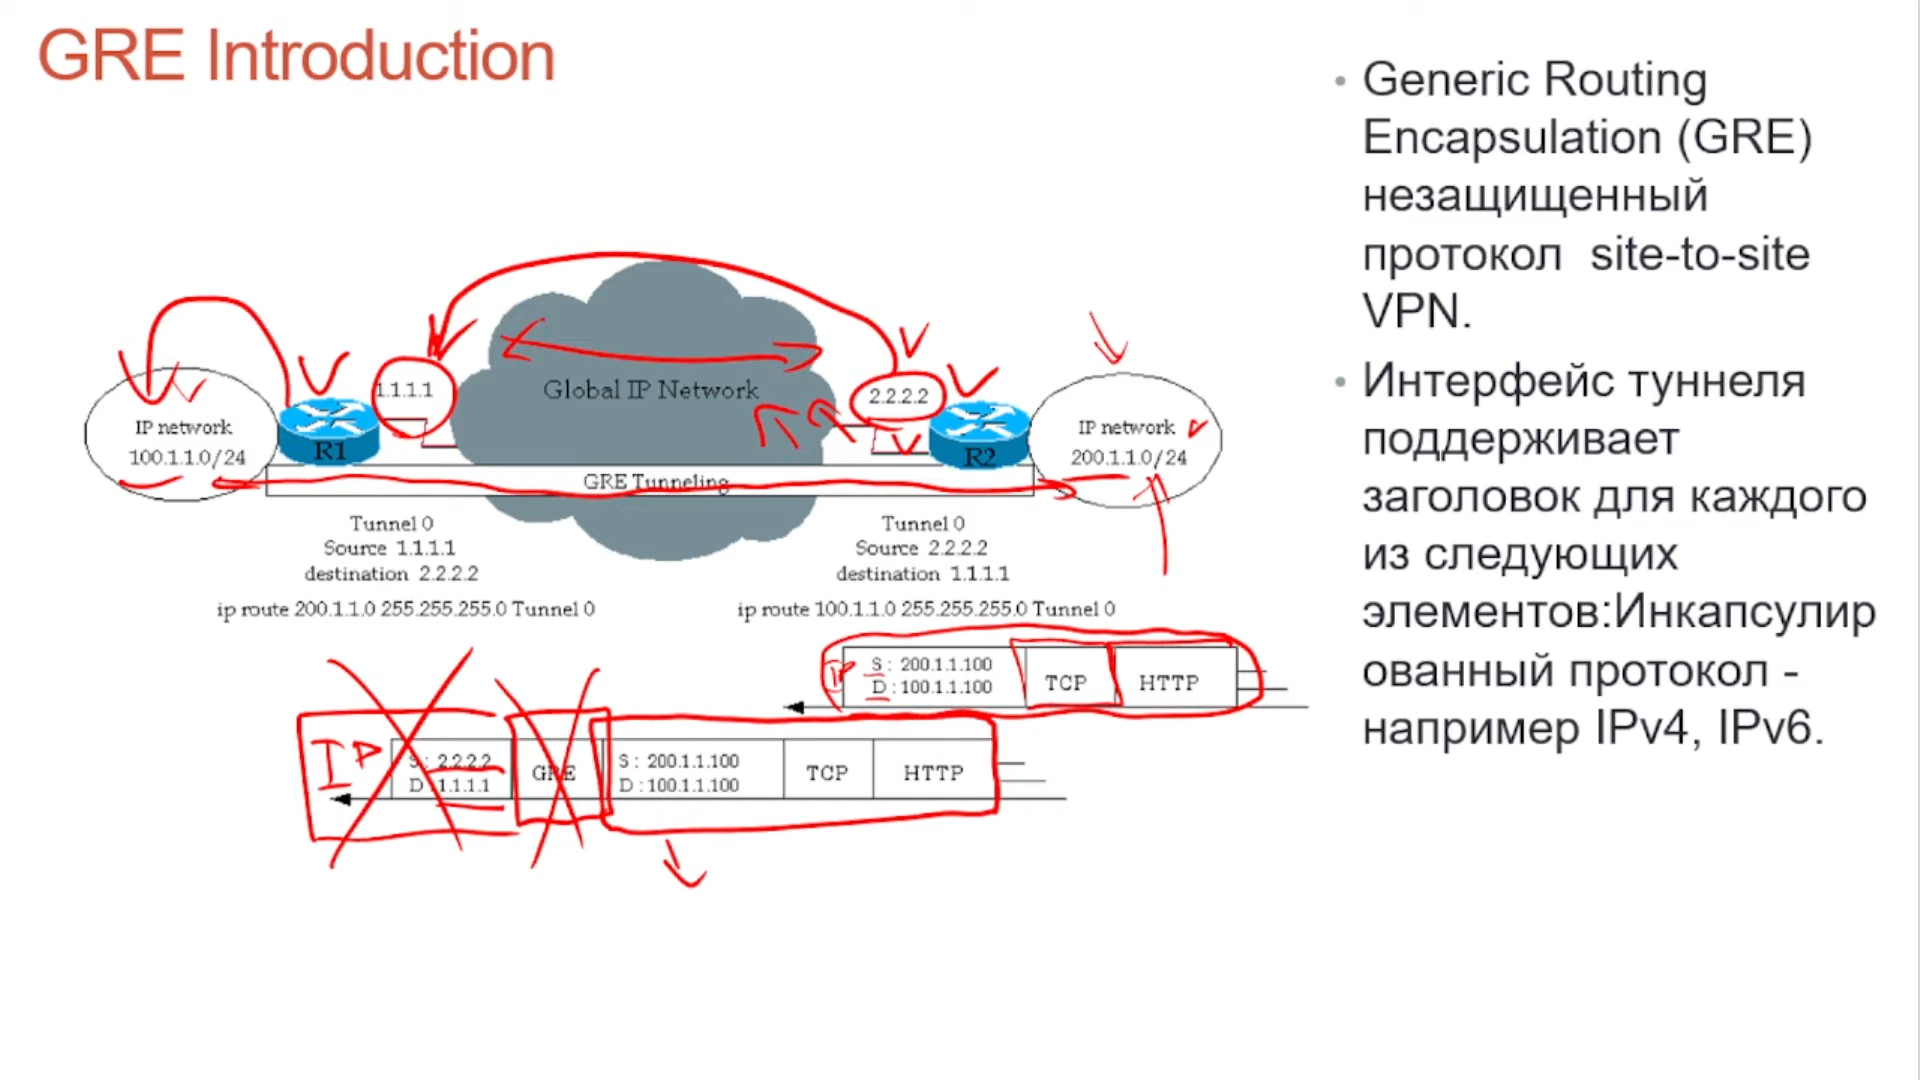 GRE Introduction
• Generic Routing
Encapsulation (GRE)
незащищенный
протокол site-to-site
VPN.
• Интерфейс туннеля
поддерживает
заголовок для каждого
из следующих
элементов:Инкапсулир
ованный протокол -
например IPv4, IPv6.
1.1.1.1
Global IP Network
2.2.2.2
IP network
100.1.1.0/24
R1
R2
IP network
200.1.1.0/24
GRE Tunneling
Tunnel 0
Source 1.1.1.1
destination 2.2.2.2
ip route 200.1.1.0 255.255.255.0 Tunnel 0
Tunnel 0
Source 2.2.2.2
destination 1.1.1.1
ip route 100.1.1.0 255.255.255.0 Tunnel 0
IP
S : 200.1.1.100
D : 100.1.1.100
TCP
HTTP
IP
S : 2.2.2.2
D : 1.1.1.1
GRE
S : 200.1.1.100
D : 100.1.1.100
TCP
HTTP